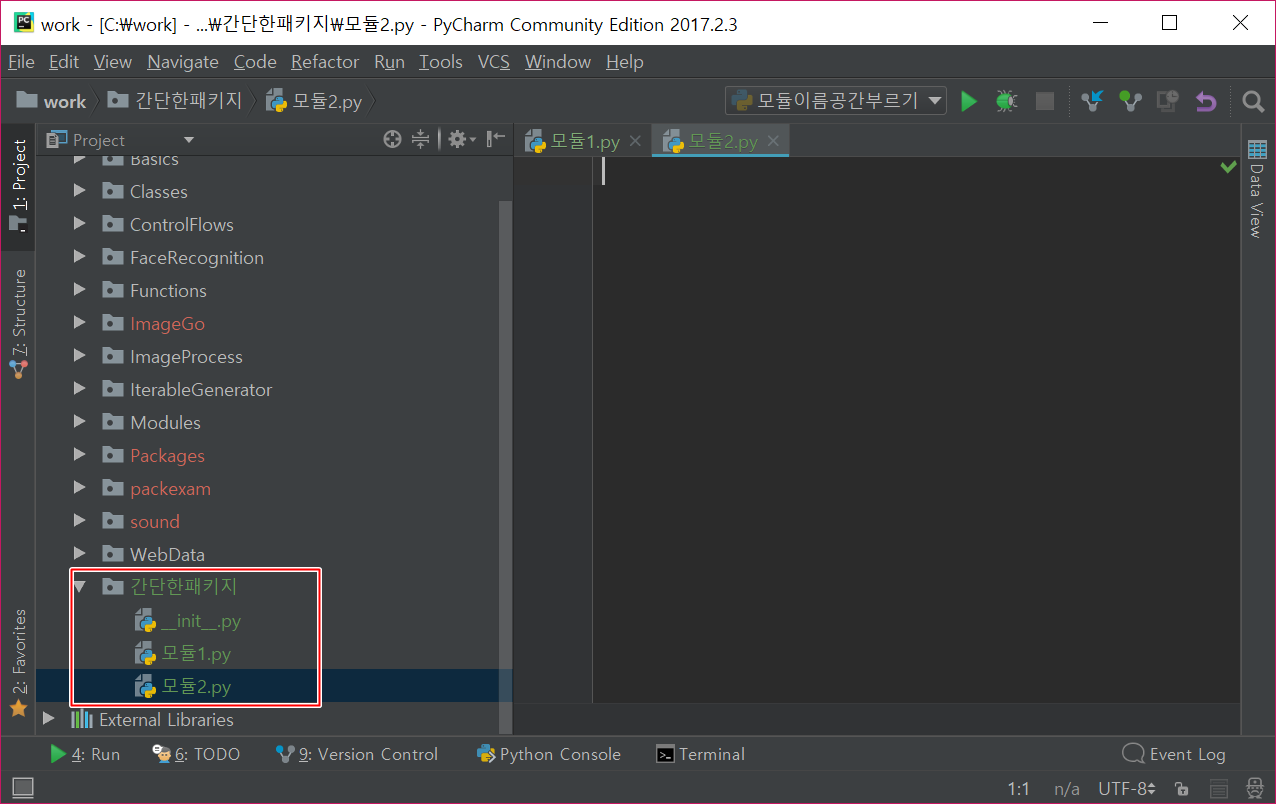 work - [C:₩work] - ...₩간단한패키지₩모듈2.py - PyCharm Community Edition 2017.2.3
File Edit View Navigate Code Refactor Run Tools VCS Window Help
work 간단한패키지 모듈2.py 모듈이름공간부르기
1: Project
7: Structure
2: Favorites
Project
Basics
Classes
ControlFlows
FaceRecognition
Functions
ImageGo
ImageProcess
IterableGenerator
Modules
Packages
packexam
sound
WebData
간단한패키지
__init__.py
모듈1.py
모듈2.py
External Libraries
모듈1.py 모듈2.py
Data View
4: Run 6: TODO 9: Version Control Python Console Terminal Event Log
1:1 n/a UTF-8